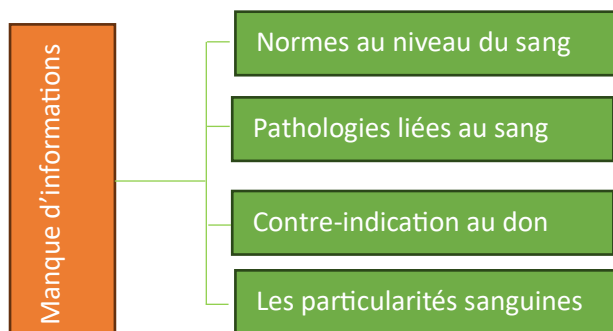 Manque d'informations
Normes au niveau du sang
Pathologies liées au sang
Contre-indication au don
Les particularités sanguines